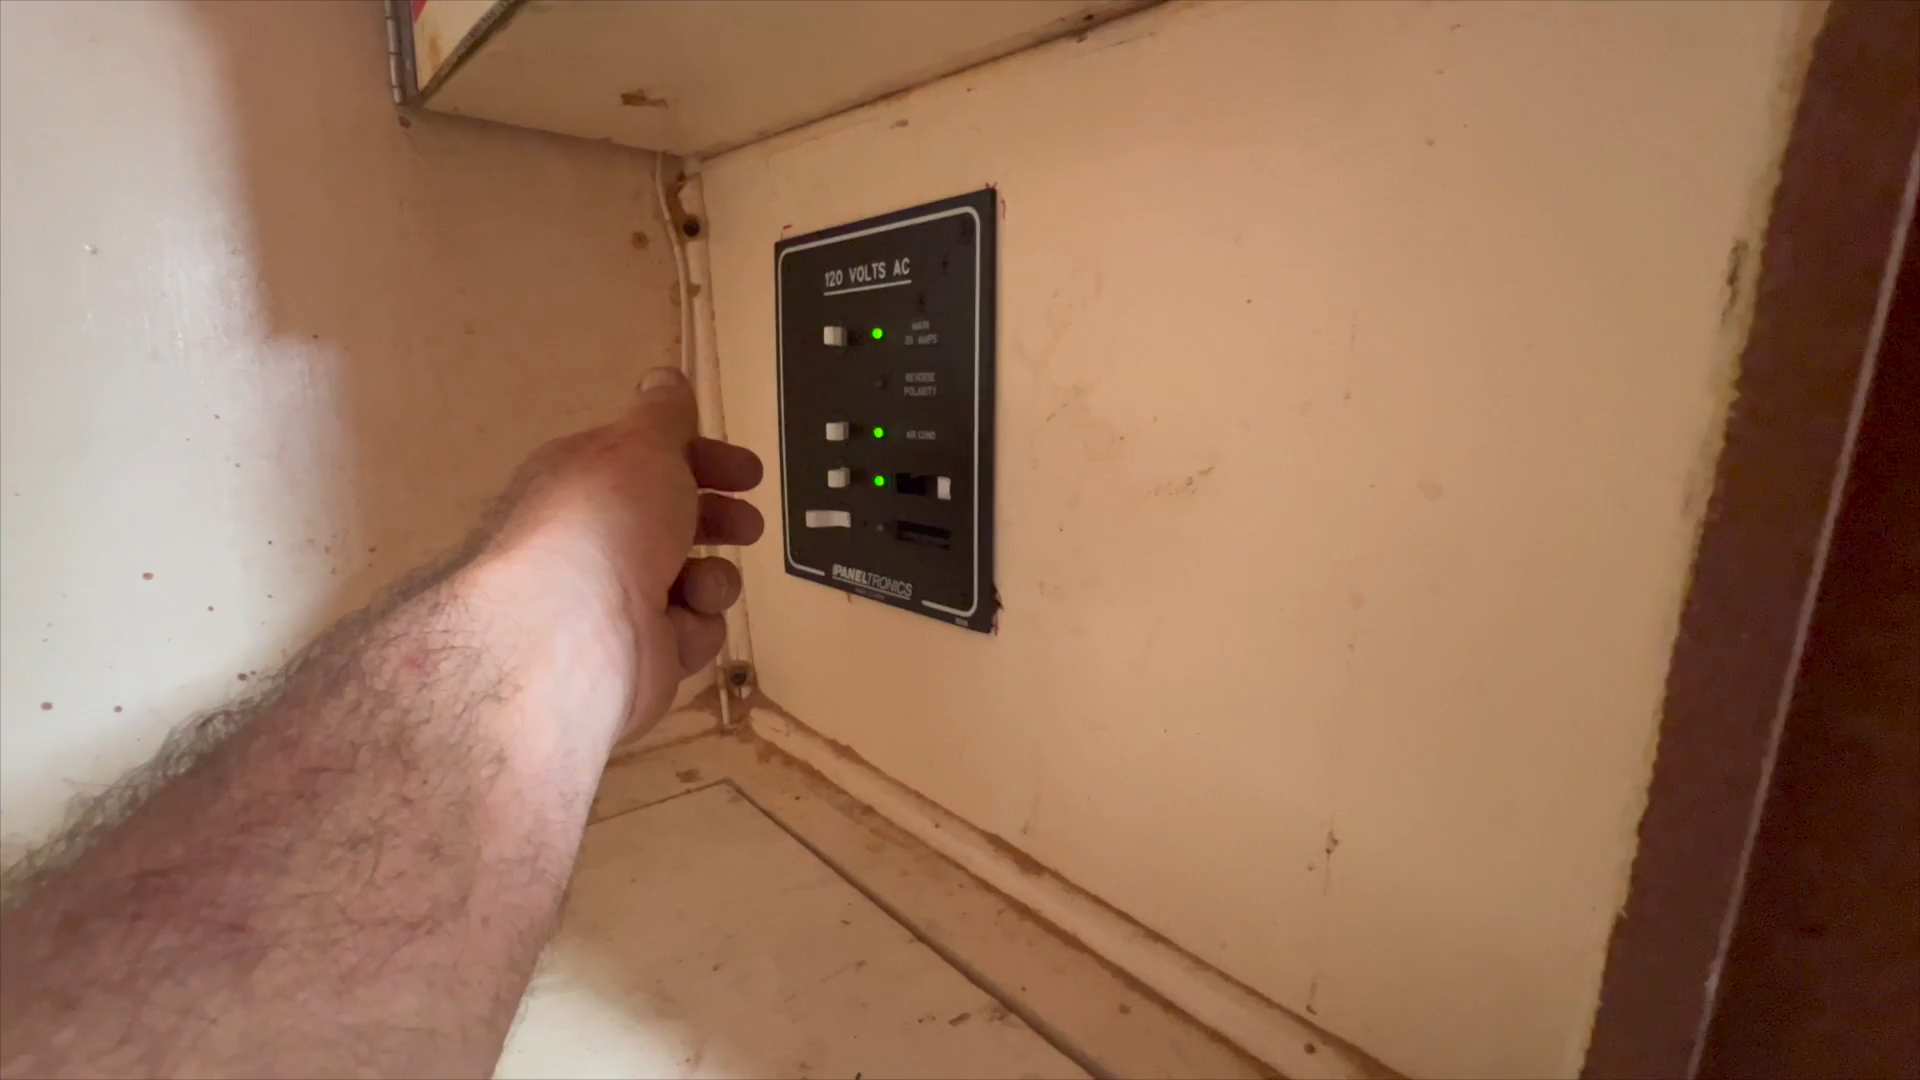 120 VOLTS AC
MAIN
30 AMPS
REVERSE
POLARITY
AIR COND
PANELTRONICS